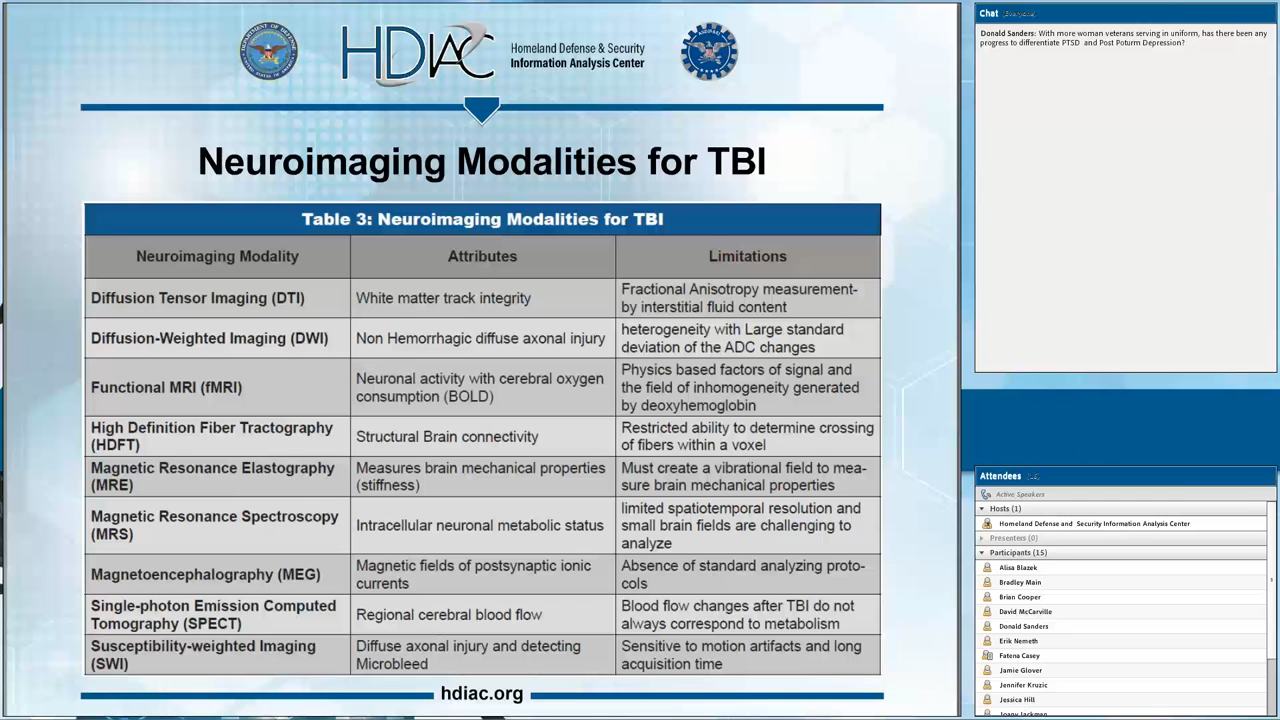 HDIAC
Homeland Defense & Security
Information Analysis Center
Neuroimaging Modalities for TBI
Table 3: Neuroimaging Modalities for TBI
Neuroimaging Modality Attributes Limitations
Diffusion Tensor Imaging (DTI)
White matter track integrity
Fractional Anisotropy measurement-
by interstitial fluid content
Diffusion-Weighted Imaging (DWI)
Non Hemorrhagic diffuse axonal injury
heterogeneity with Large standard
deviation of the ADC changes
Functional MRI (fMRI)
Neuronal activity with cerebral oxygen
consumption (BOLD)
Physics based factors of signal and
the field of inhomogeneity generated
by deoxyhemoglobin
High Definition Fiber Tractography
(HDFT)
Structural Brain connectivity
Restricted ability to determine crossing
of fibers within a voxel
Magnetic Resonance Elastography
(MRE)
Measures brain mechanical properties
(stiffness)
Must create a vibrational field to mea-
sure brain mechanical properties
Magnetic Resonance Spectroscopy
(MRS)
Intracellular neuronal metabolic status
limited spatiotemporal resolution and
small brain fields are challenging to
analyze
Magnetoencephalography (MEG)
Magnetic fields of postsynaptic ionic
currents
Absence of standard analyzing proto-
cols
Single-photon Emission Computed
Tomography (SPECT)
Regional cerebral blood flow
Blood flow changes after TBI do not
always correspond to metabolism
Susceptibility-weighted Imaging
(SWI)
Diffuse axonal injury and detecting
Microbleed
Sensitive to motion artifacts and long
acquisition time
hdiac.org
Chat (Everyone)
Donald Sanders: With more woman veterans serving in uniform, has there been any
progress to differentiate PTSD and Post Poturm Depression?
Attendees
Active Speakers
Hosts (1)
Homeland Defense and Security Information Analysis Center
Presenters (0)
Participants (15)
Alisa Blazek
Bradley Main
Brian Cooper
David McCarville
Donald Sanders
Erik Nemeth
Fatena Casey
Jamie Glover
Jennifer Kruzic
Jessica Hill